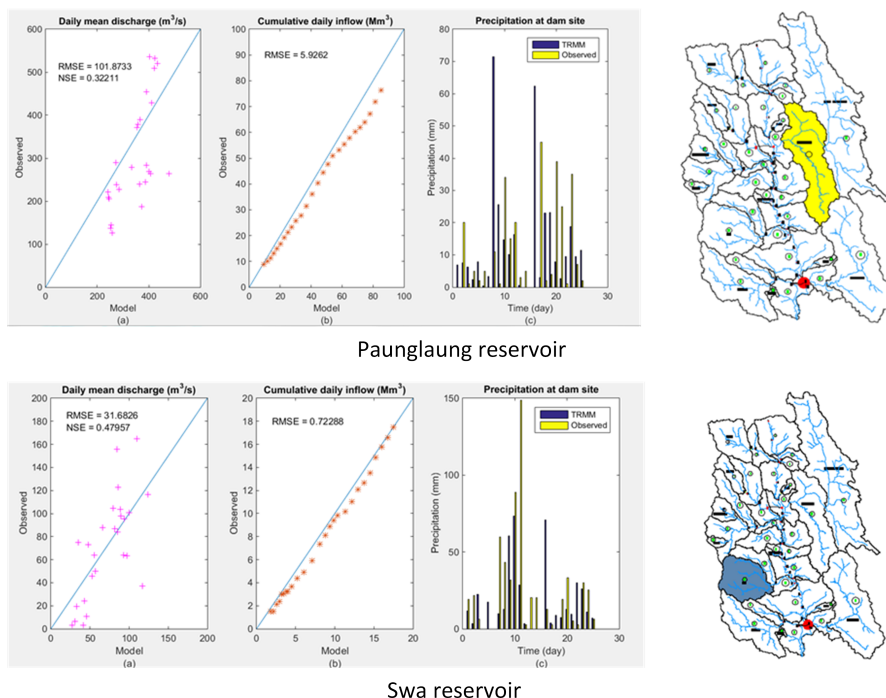 Daily mean discharge (m³/s)
600
500
400
300
200
100
0
Observed
RMSE = 101.8733
NSE = 0.32211
0 200 400 600
Model
(a)
Cumulative daily inflow (Mm³)
100
90
80
70
60
50
40
30
20
10
0
Observed
RMSE = 5.9262
0 50 100
Model
(b)
Precipitation at dam site
80
70
60
50
40
30
20
10
0
Precipitation (mm)
TRMM
Observed
0 10 20 30
Time (day)
(c)
Paunglaung reservoir
Daily mean discharge (m³/s)
200
180
160
140
120
100
80
60
40
20
0
Observed
RMSE = 31.6826
NSE = 0.47957
0 50 100 150 200
Model
(a)
Cumulative daily inflow (Mm³)
20
18
16
14
12
10
8
6
4
2
0
Observed
RMSE = 0.72288
0 5 10 15 20
Model
(b)
Precipitation at dam site
150
100
50
0
Precipitation (mm)
TRMM
Observed
0 10 20 30
Time (day)
(c)
Swa reservoir